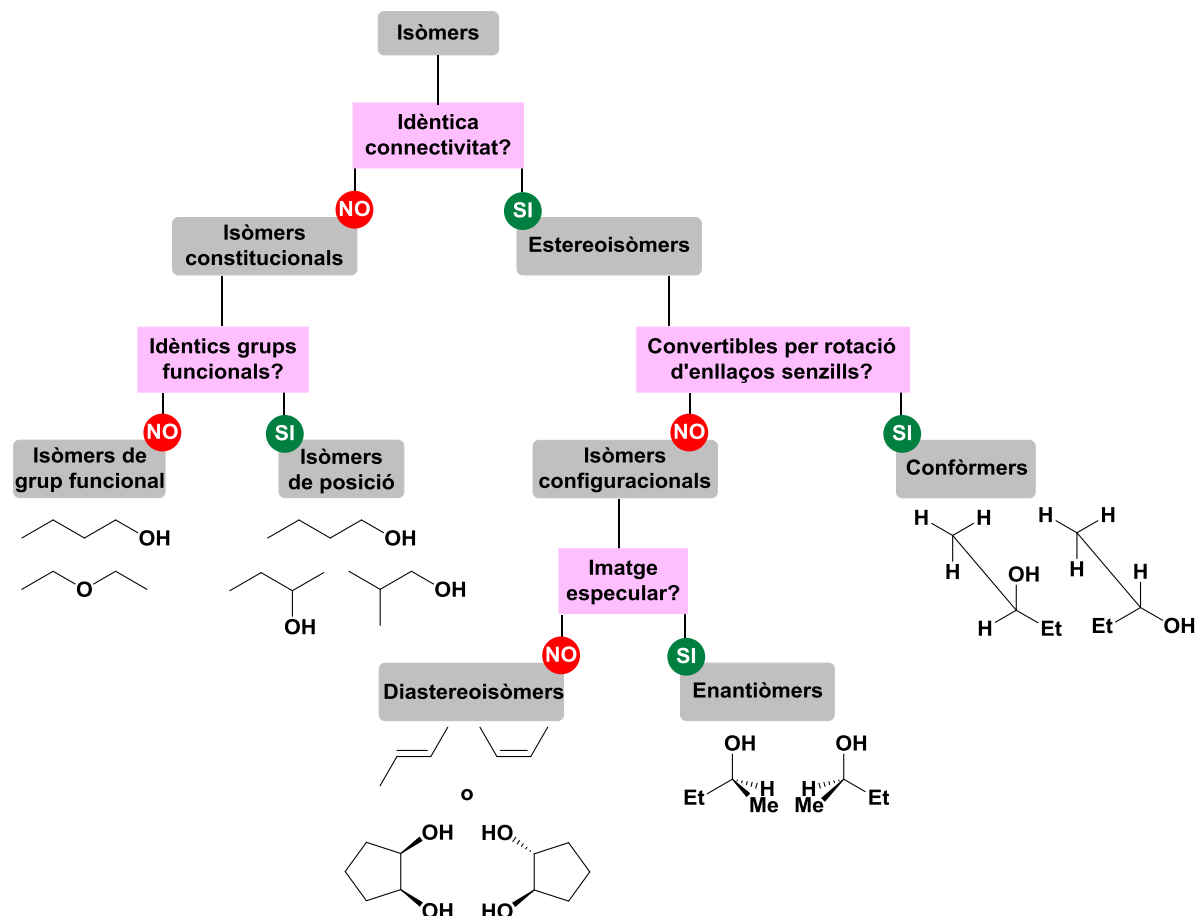 Isòmers
Idèntica
connectivitat?
NO
SI
Isòmers
constitucionals
Estereoisòmers
Idèntics grups
funcionals?
Convertibles per rotació
d'enllaços senzills?
NO
SI
NO
SI
Isòmers de
grup funcional
Isòmers
de posició
Isòmers
configuracionals
Confòmers
OH
OH
O
OH
OH
H
H
H
OH
H
Et
H
H
H
H
Et
OH
Imatge
especular?
NO
SI
Diastereoisòmers
Enantiòmers
o
OH
OH
HO
HO
OH
H
Et
Me
OH
H
Me
Et